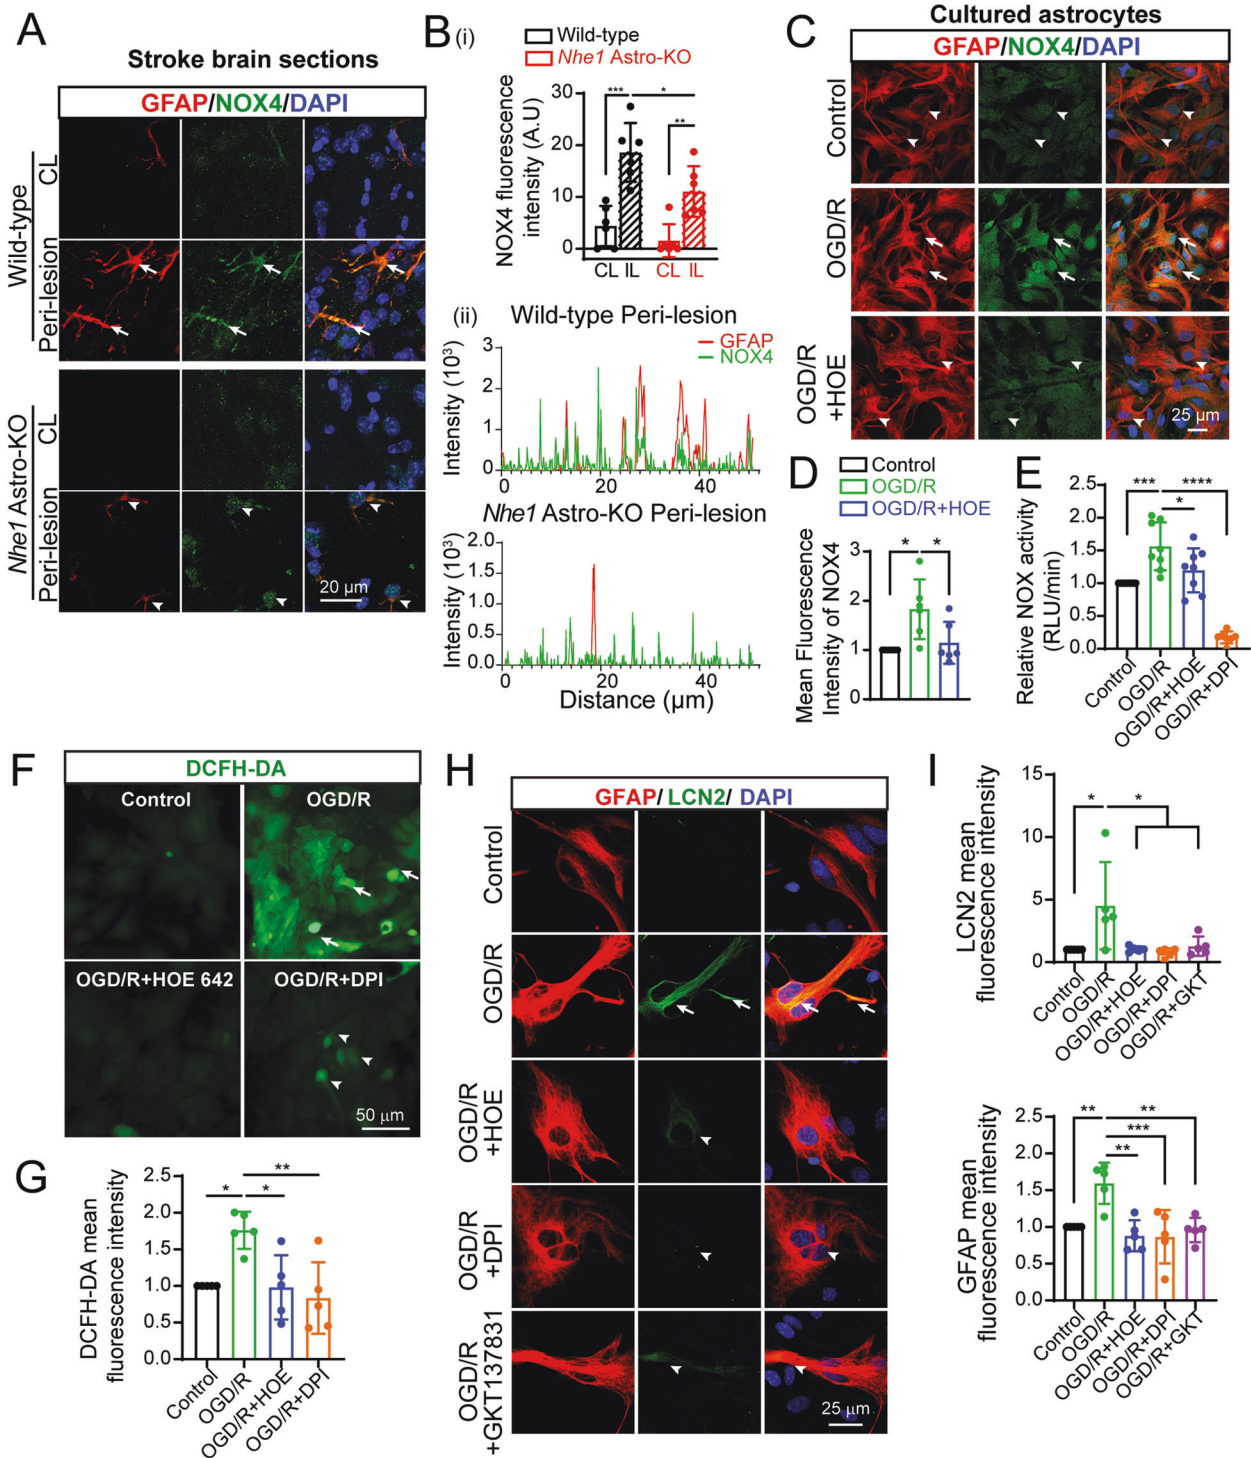 A
Stroke brain sections
GFAP/NOX4/DAPI
Wild-type
CL
Peri-lesion
Nhe1 Astro-KO
CL
Peri-lesion
20 µm
B (i)
Wild-type
Nhe1 Astro-KO
NOX4 fluorescence
intensity (A.U)
30
20
10
0
***
*
**
CL IL CL IL
(ii)
Wild-type Peri-lesion
GFAP
NOX4
Intensity (10³)
3
2
1
0
0 20 40
Nhe1 Astro-KO Peri-lesion
Intensity (10³)
2.0
1.5
1.0
0.5
0.0
0 20 40
Distance (µm)
C
Cultured astrocytes
GFAP/NOX4/DAPI
Control
OGD/R
OGD/R
+HOE
25 µm
D
Control
OGD/R
OGD/R+HOE
Mean Fluorescence
Intensity of NOX4
3
2
1
0
* *
E
Relative NOX activity
(RLU/min)
2.5
2.0
1.5
1.0
0.5
0.0
*** ****
*
Control
OGD/R
OGD/R+HOE
OGD/R+DPI
F
DCFH-DA
Control
OGD/R
OGD/R+HOE 642
OGD/R+DPI
50 µm
G
DCFH-DA mean
fluorescence intensity
2.5
2.0
1.5
1.0
0.5
0.0
**
* *
Control
OGD/R
OGD/R+HOE
OGD/R+DPI
H
GFAP/ LCN2/ DAPI
Control
OGD/R
OGD/R
+HOE
OGD/R
+DPI
OGD/R
+GKT137831
25 µm
I
LCN2 mean
fluorescence intensity
15
10
5
0
* *
Control
OGD/R
OGD/R+HOE
OGD/R+DPI
OGD/R+GKT
GFAP mean
fluorescence intensity
2.5
2.0
1.5
1.0
0.5
0.0
** **
***
**
Control
OGD/R
OGD/R+HOE
OGD/R+DPI
OGD/R+GKT